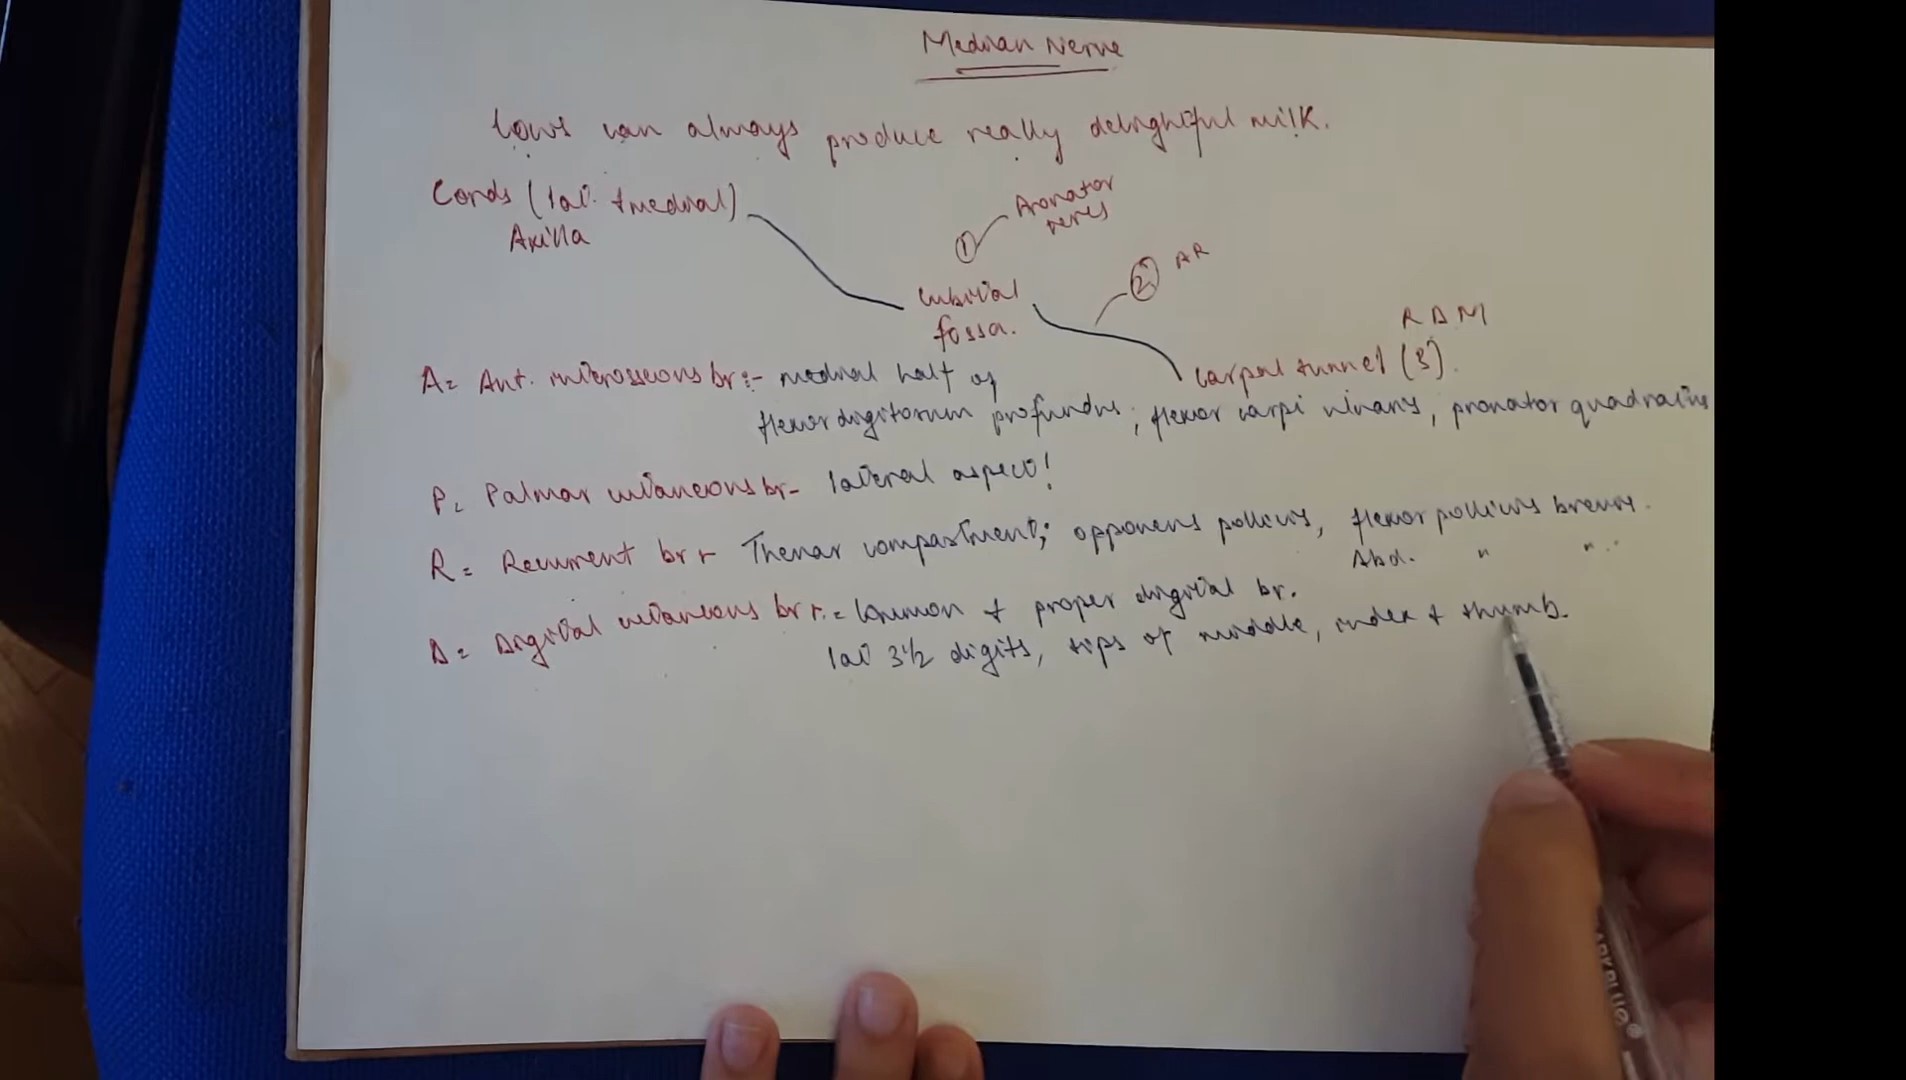 Median Nerve
Cows can always produce really delightful milk.
Cords (lat. + medial)
Axilla
① Pronator
teres
② AR
Cubital
fossa.
RDM
Carpal tunnel (3).
A= Ant. interosseous br:- medial half of
flexor digitorum profundus; flexor carpi ulnaris, pronator quadratus
P= Palmar cutaneous br- lateral aspect!
R= Recurrent br - Thenar compartment; opponens pollicis, flexor pollicis brevis.
Abd. " "
D= Digital cutaneous br = Common + proper digital br.
lat 3½ digits, tips of middle, index + thumb.